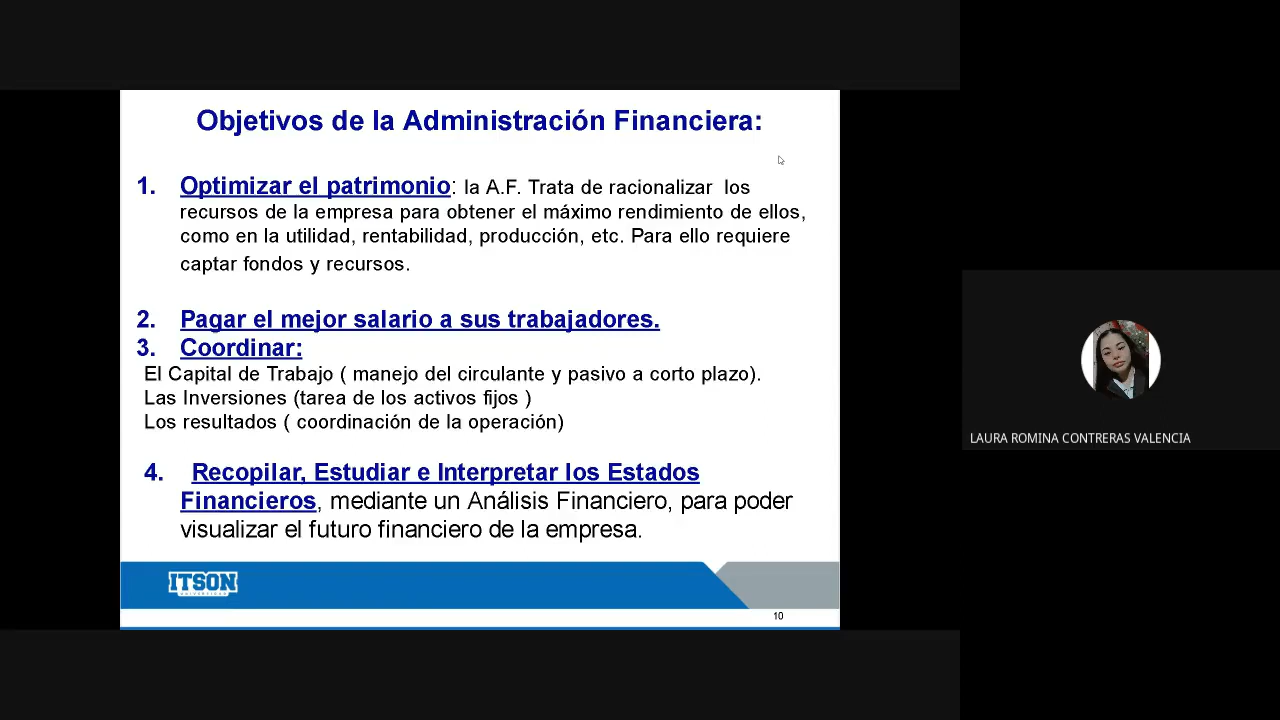 Objetivos de la Administración Financiera:
1. Optimizar el patrimonio: la A.F. Trata de racionalizar los
recursos de la empresa para obtener el máximo rendimiento de ellos,
como en la utilidad, rentabilidad, producción, etc. Para ello requiere
captar fondos y recursos.
2. Pagar el mejor salario a sus trabajadores.
3. Coordinar:
El Capital de Trabajo ( manejo del circulante y pasivo a corto plazo).
Las Inversiones (tarea de los activos fijos )
Los resultados ( coordinación de la operación)
4. Recopilar, Estudiar e Interpretar los Estados
Financieros, mediante un Análisis Financiero, para poder
visualizar el futuro financiero de la empresa.
ITSON
10
LAURA ROMINA CONTRERAS VALENCIA